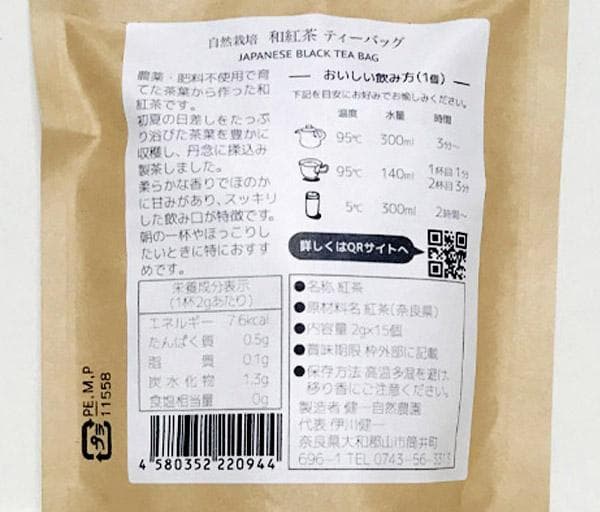 自然栽培 和紅茶 ティーバッグ
JAPANESE BLACK TEA BAG
農薬・肥料不使用で育
てた茶葉から作った和
紅茶です。
初夏の日差しをたっぷ
り浴びた茶葉を豊かに
収穫し、丹念に揉込み
製茶しました。
柔らかな香りでほのか
に甘みがあり、スッキリ
した飲み口が特徴です。
朝の一杯やほっこりし
たいときに特におすす
めです。
おいしい飲み方(1個)
下記を目安にお好みでお愉しみください。
温度 水量 時間
95℃ 300ml 3分~
95℃ 140ml 1杯目 1分
2杯目 3分
5℃ 300ml 2時間~
詳しくはQRサイトへ
栄養成分表示
(1杯2gあたり)
エネルギー 7.6kcal
たんぱく質 0.5g
脂質 0.1g
炭水化物 1.3g
食塩相当量 0g
●名称 紅茶
●原材料名 紅茶(奈良県)
●内容量 2g×15個
●賞味期限 枠外部に記載
●保存方法 高温多湿を避け、
移り香にご注意ください。
製造者 健一自然農園
代表 伊川健一
奈良県大和郡山市筒井町
696-1 TEL 0743-56-3313
4 580352 220944
プラ
PE,M,P
11558